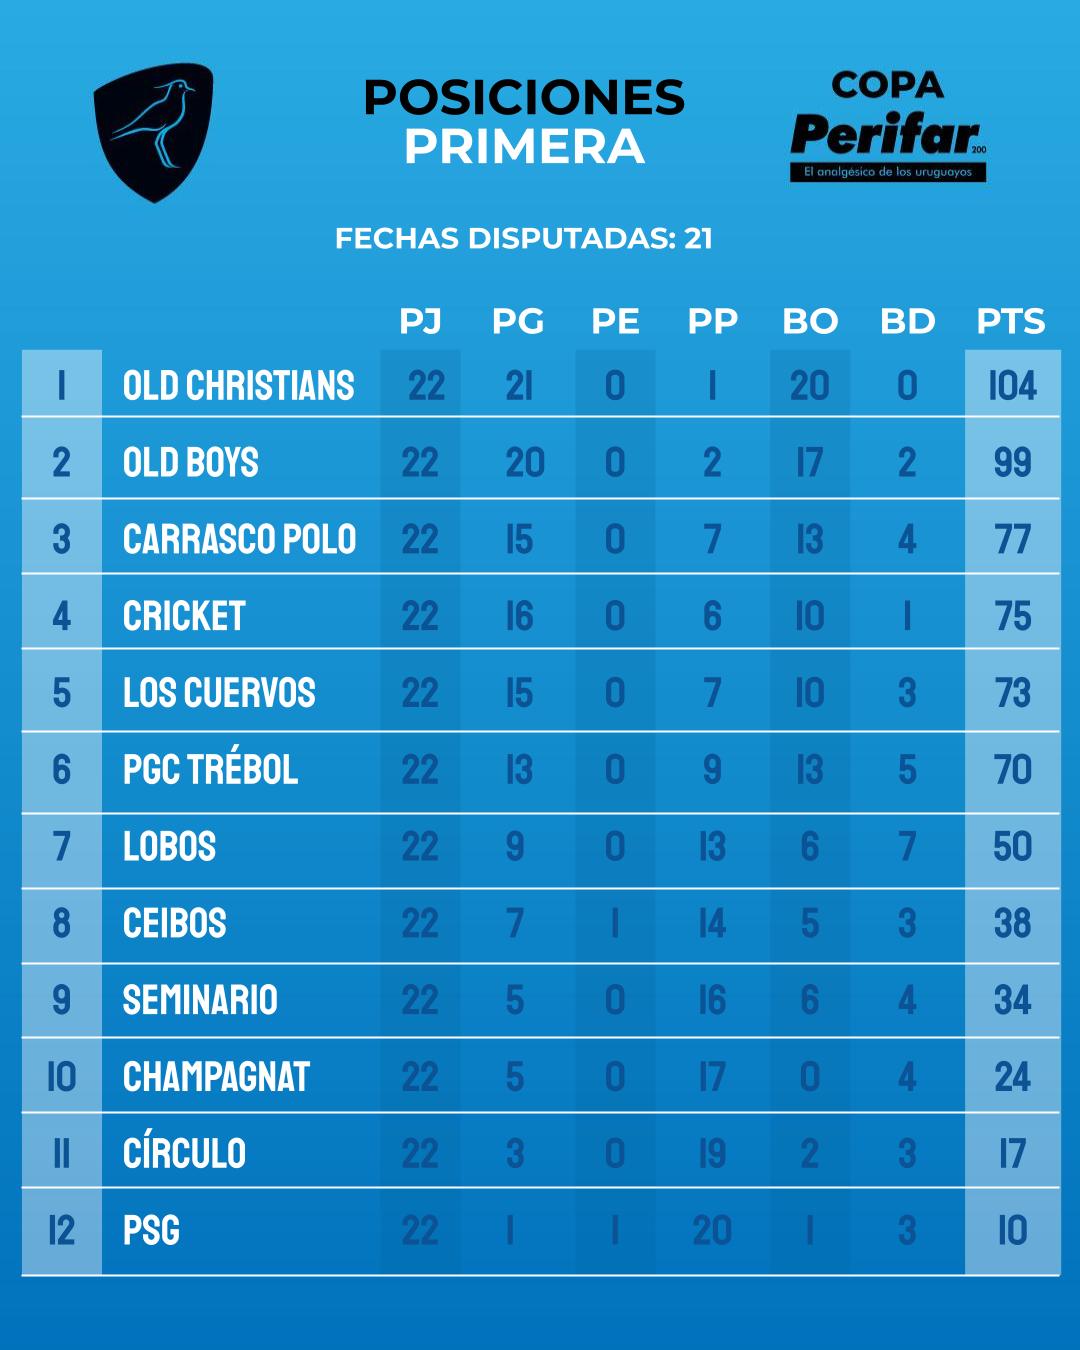 POSICIONES
PRIMERA
COPA
Perifar 200
El analgésico de los uruguayos
FECHAS DISPUTADAS: 21
PJ PG PE PP BO BD PTS
1 OLD CHRISTIANS 22 21 0 1 20 0 104
2 OLD BOYS 22 20 0 2 17 2 99
3 CARRASCO POLO 22 15 0 7 13 4 77
4 CRICKET 22 16 0 6 10 1 75
5 LOS CUERVOS 22 15 0 7 10 3 73
6 PGC TRÉBOL 22 13 0 9 13 5 70
7 LOBOS 22 9 0 13 6 7 50
8 CEIBOS 22 7 1 14 5 3 38
9 SEMINARIO 22 5 0 16 6 4 34
10 CHAMPAGNAT 22 5 0 17 0 4 24
11 CÍRCULO 22 3 0 19 2 3 17
12 PSG 22 1 1 20 1 3 10